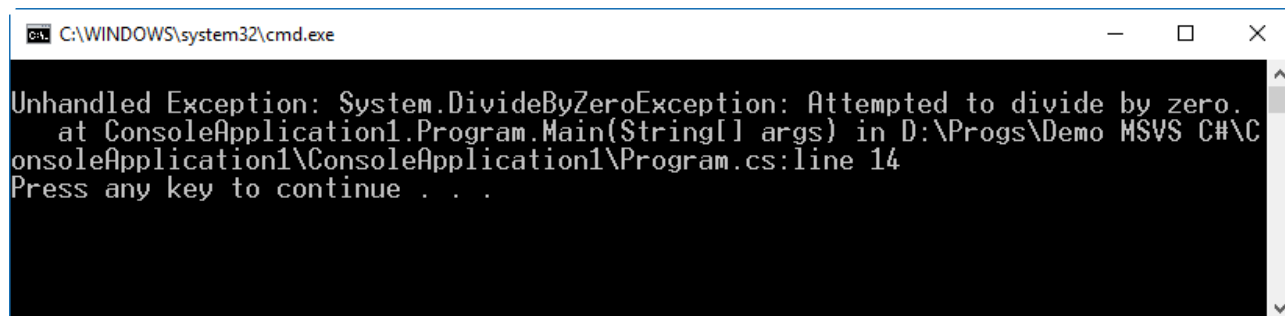 C:\WINDOWS\system32\cmd.exe
Unhandled Exception: System.DivideByZeroException: Attempted to divide by zero.
   at ConsoleApplication1.Program.Main(String[] args) in D:\Progs\Demo MSVS C#\C
onsoleApplication1\ConsoleApplication1\Program.cs:line 14
Press any key to continue . . .